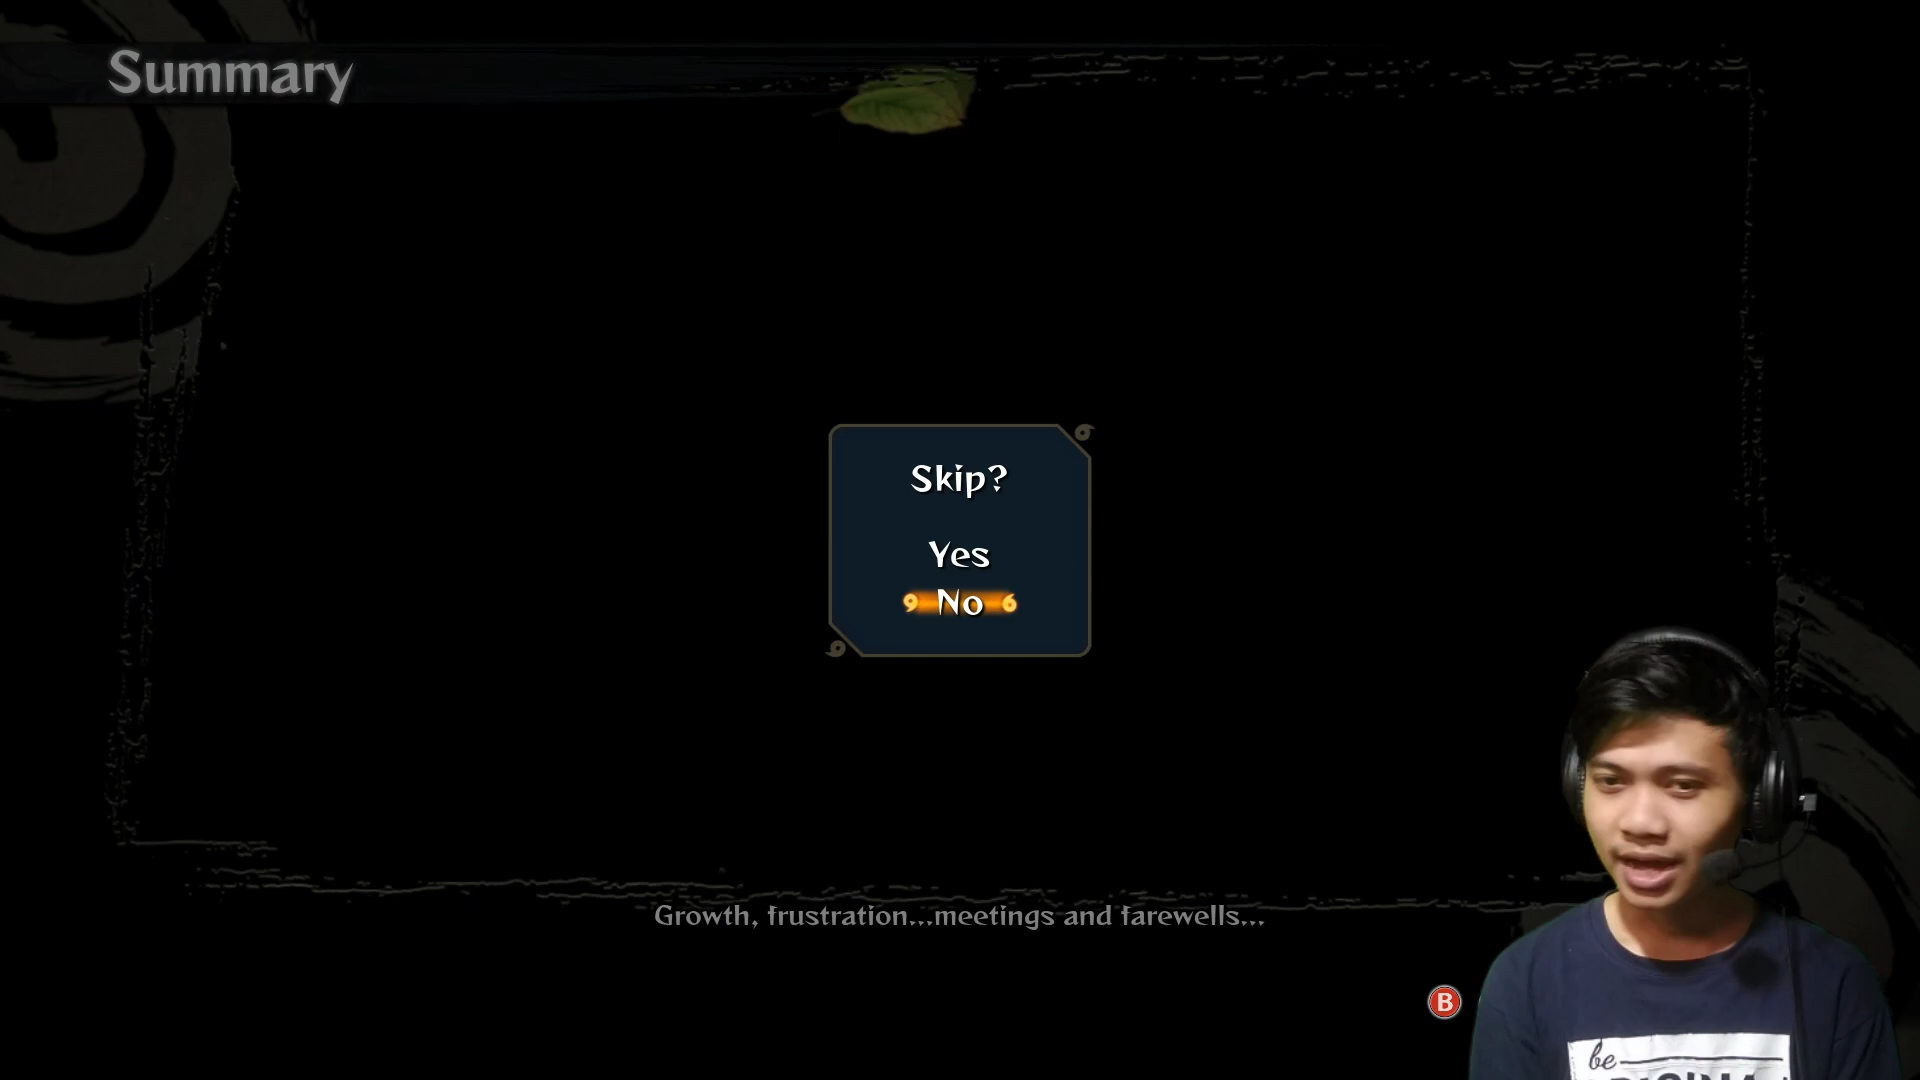 Summary
Skip?
Yes
No
Growth, frustration...meetings and farewells...
B
be